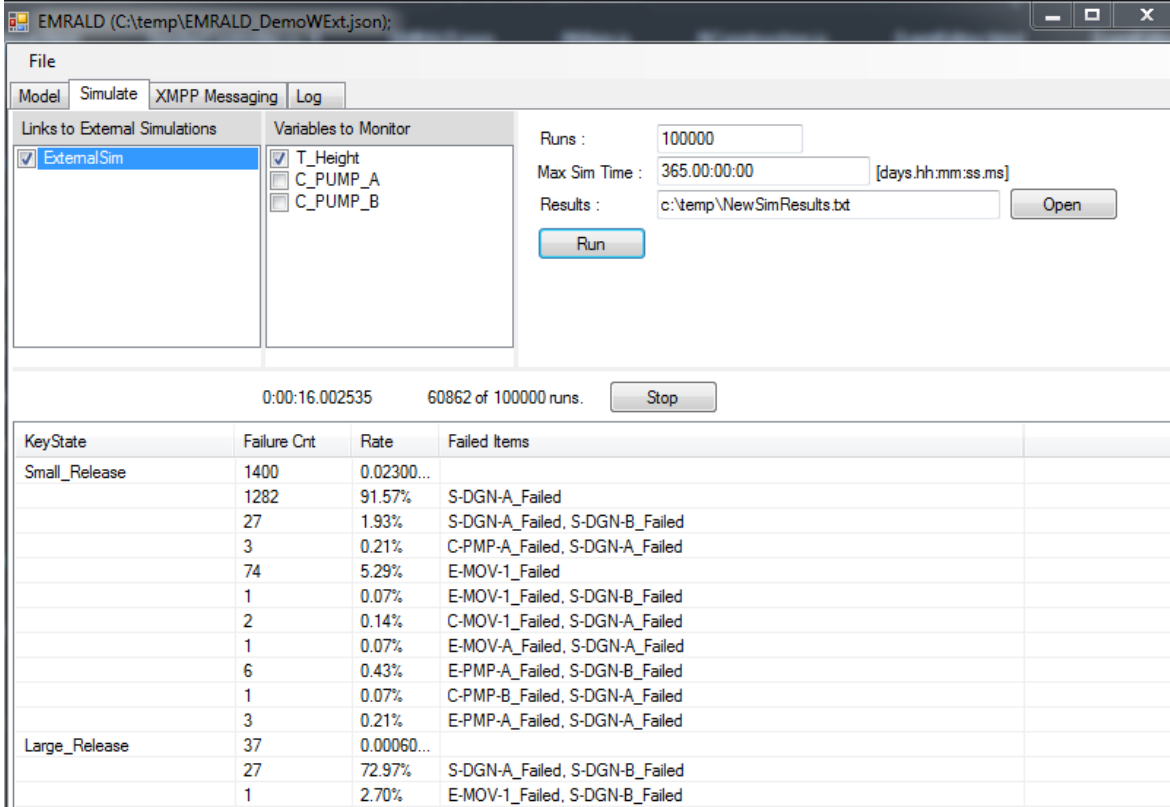 EMRALD (C:\temp\EMRALD_DemoWExt.json);
File
Model Simulate XMPP Messaging Log
Links to External Simulations Variables to Monitor
ExternalSim T_Height
C_PUMP_A
C_PUMP_B
Runs : 100000
Max Sim Time : 365.00:00:00 [days.hh:mm:ss.ms]
Results : c:\temp\NewSimResults.txt Open
Run
0:00:16.002535 60862 of 100000 runs. Stop
KeyState Failure Cnt Rate Failed Items
Small_Release 1400 0.02300...
1282 91.57% S-DGN-A_Failed
27 1.93% S-DGN-A_Failed, S-DGN-B_Failed
3 0.21% C-PMP-A_Failed, S-DGN-A_Failed
74 5.29% E-MOV-1_Failed
1 0.07% E-MOV-1_Failed, S-DGN-B_Failed
2 0.14% C-MOV-1_Failed, S-DGN-A_Failed
1 0.07% E-MOV-A_Failed, S-DGN-A_Failed
6 0.43% E-PMP-A_Failed, S-DGN-B_Failed
1 0.07% C-PMP-B_Failed, S-DGN-A_Failed
3 0.21% E-PMP-A_Failed, S-DGN-A_Failed
Large_Release 37 0.00060...
27 72.97% S-DGN-A_Failed, S-DGN-B_Failed
1 2.70% E-MOV-1_Failed, S-DGN-B_Failed